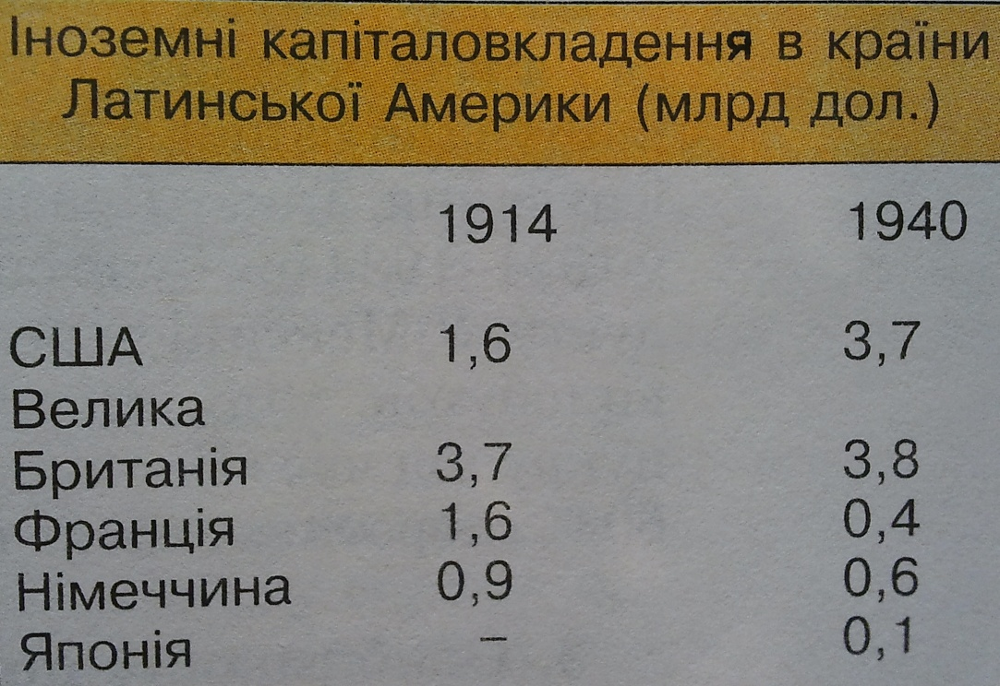 Іноземні капіталовкладення в країни
Латинської Америки (млрд дол.)
1914 1940
США 1,6 3,7
Велика
Британія 3,7 3,8
Франція 1,6 0,4
Німеччина 0,9 0,6
Японія – 0,1